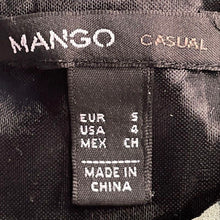 MANGO CASUAL
EUR S
USA 4
MEX CH
MADE IN
CHINA